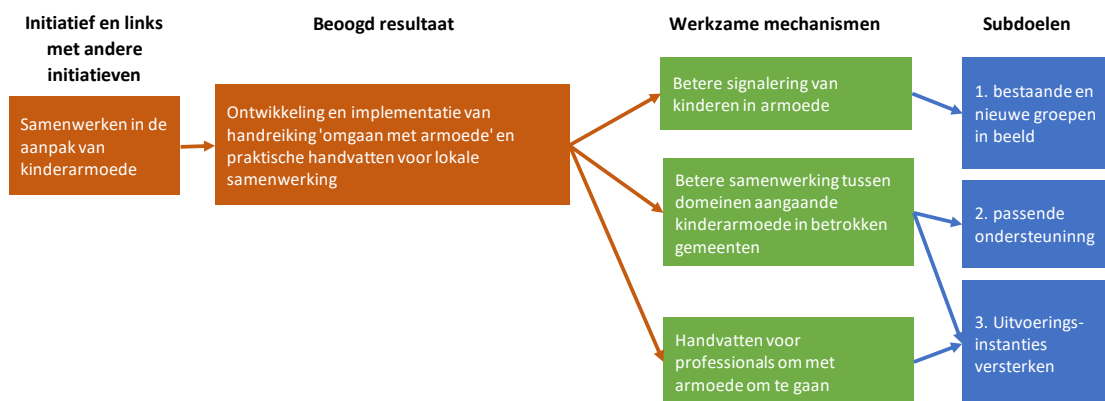 Initiatief en links
met andere
initiatieven
Beoogd resultaat
Werkzame mechanismen
Subdoelen
Samenwerken in de
aanpak van
kinderarmoede
Ontwikkeling en implementatie van
handreiking 'omgaan met armoede' en
praktische handvatten voor lokale
samenwerking
Betere signalering van
kinderen in armoede
Betere samenwerking tussen
domeinen aangaande
kinderarmoede in betrokken
gemeenten
Handvatten voor
professionals om met
armoede om te gaan
1. bestaande en
nieuwe groepen
in beeld
2. passende
ondersteuninng
3. Uitvoerings-
instanties
versterken